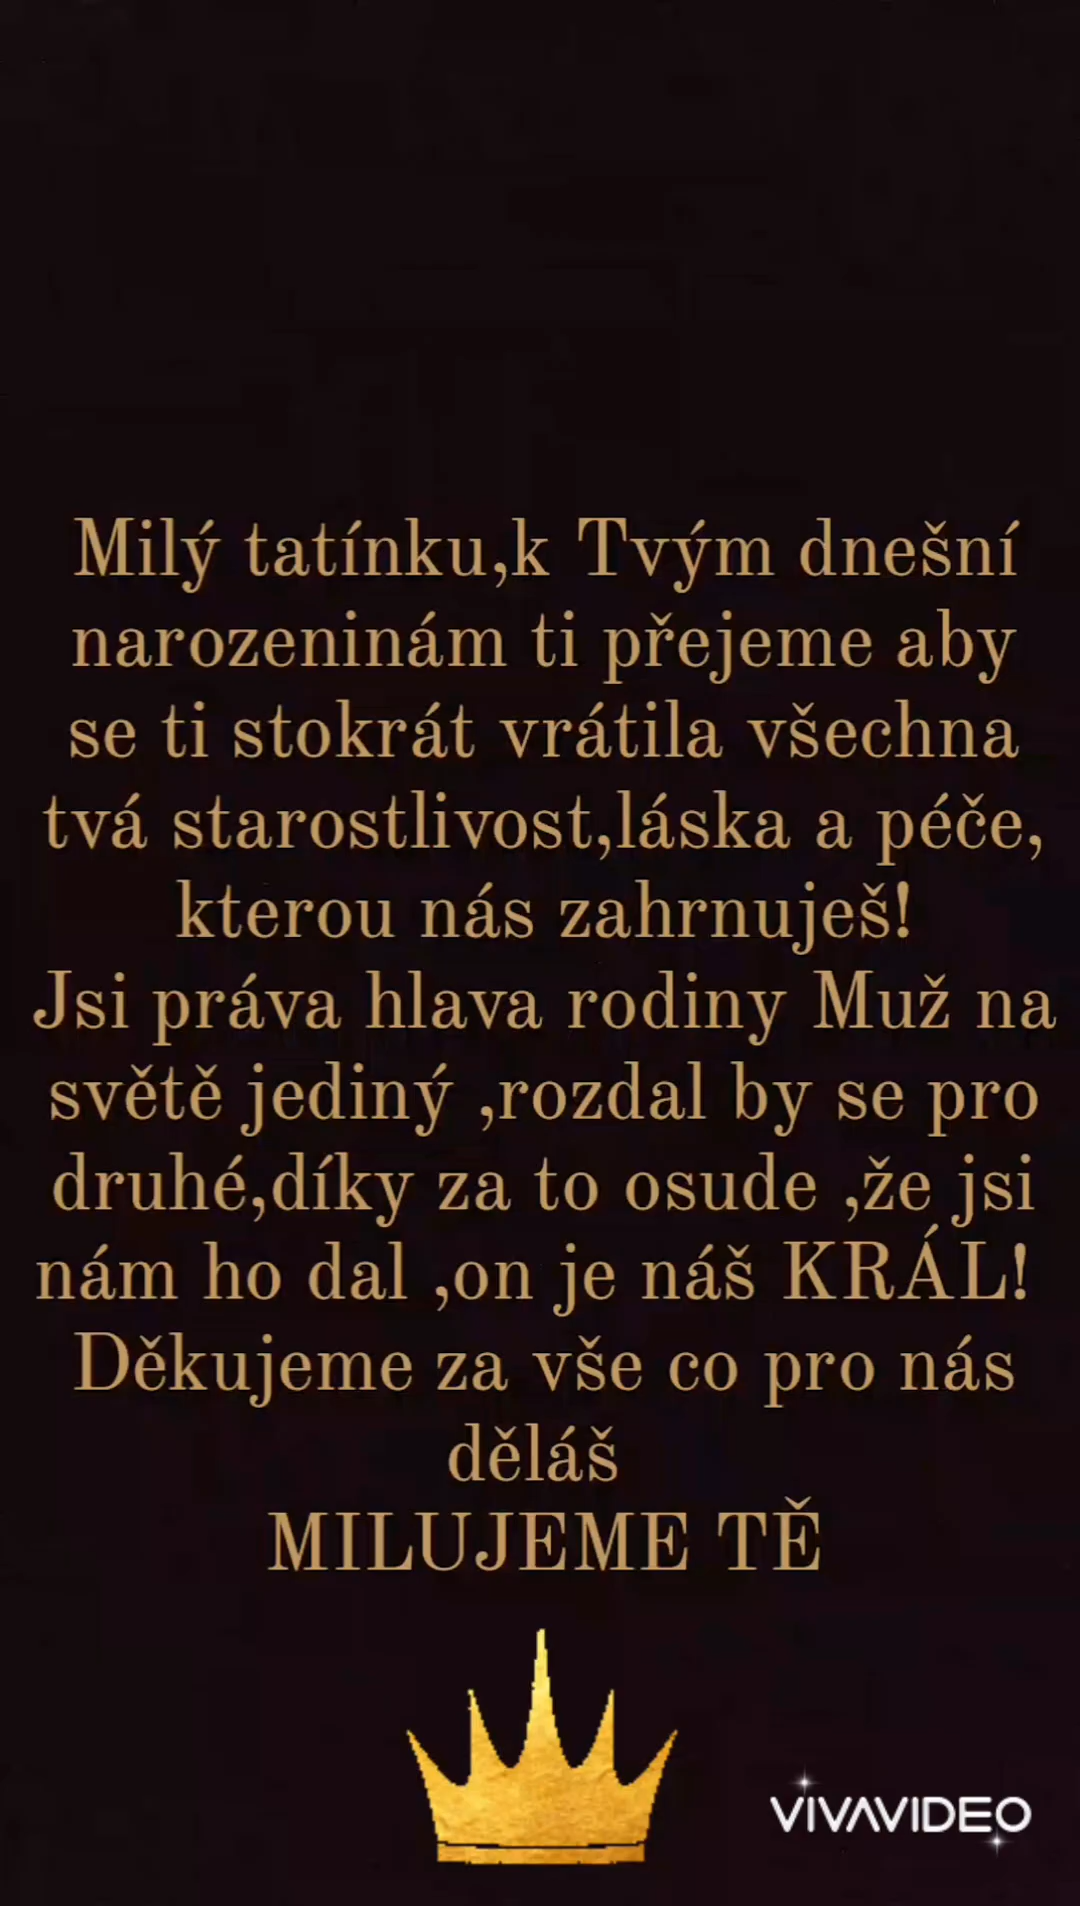 Milý tatínku,k Tvým dnešní
narozeninám ti přejeme aby
se ti stokrát vrátila všechna
tvá starostlivost,láska a péče,
kterou nás zahrnuješ!
Jsi práva hlava rodiny Muž na
světě jediný ,rozdal by se pro
druhé,díky za to osude ,že jsi
nám ho dal ,on je náš KRÁL!
Děkujeme za vše co pro nás
děláš
MILUJEME TĚ
VIVAVIDEO